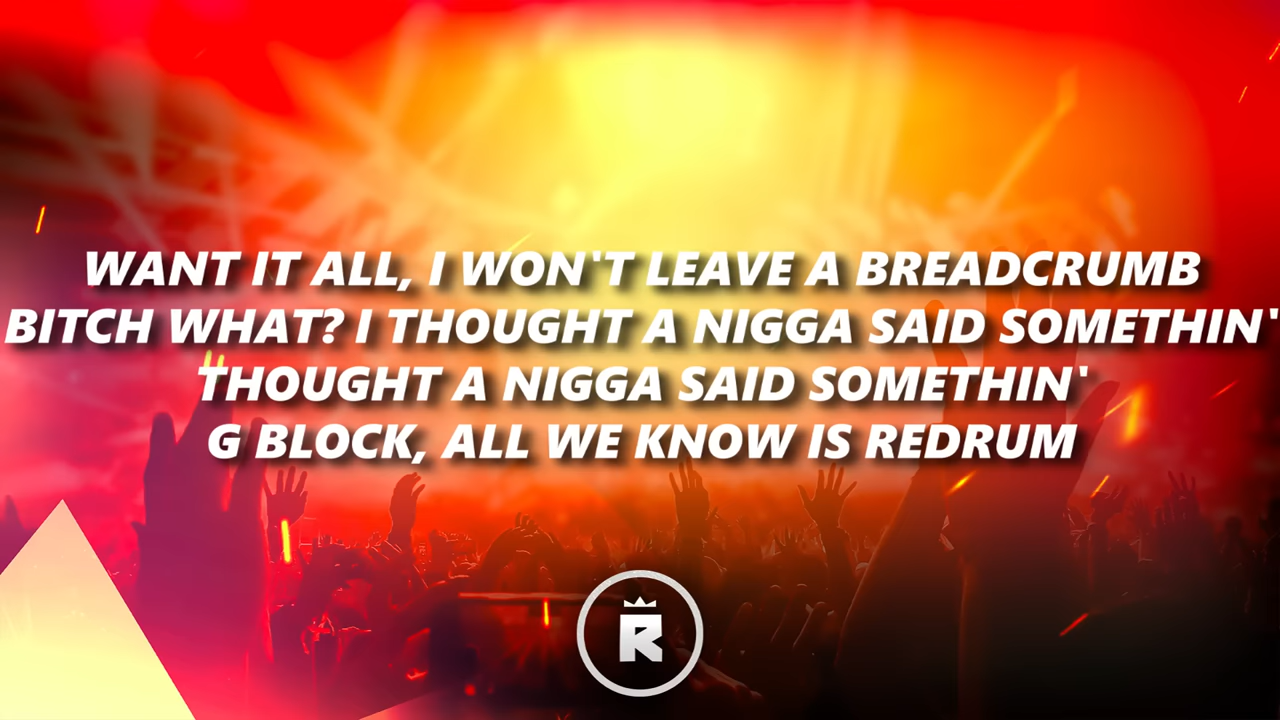 WANT IT ALL, I WON'T LEAVE A BREADCRUMB
BITCH WHAT? I THOUGHT A NIGGA SAID SOMETHIN'
THOUGHT A NIGGA SAID SOMETHIN'
G BLOCK, ALL WE KNOW IS REDRUM
R